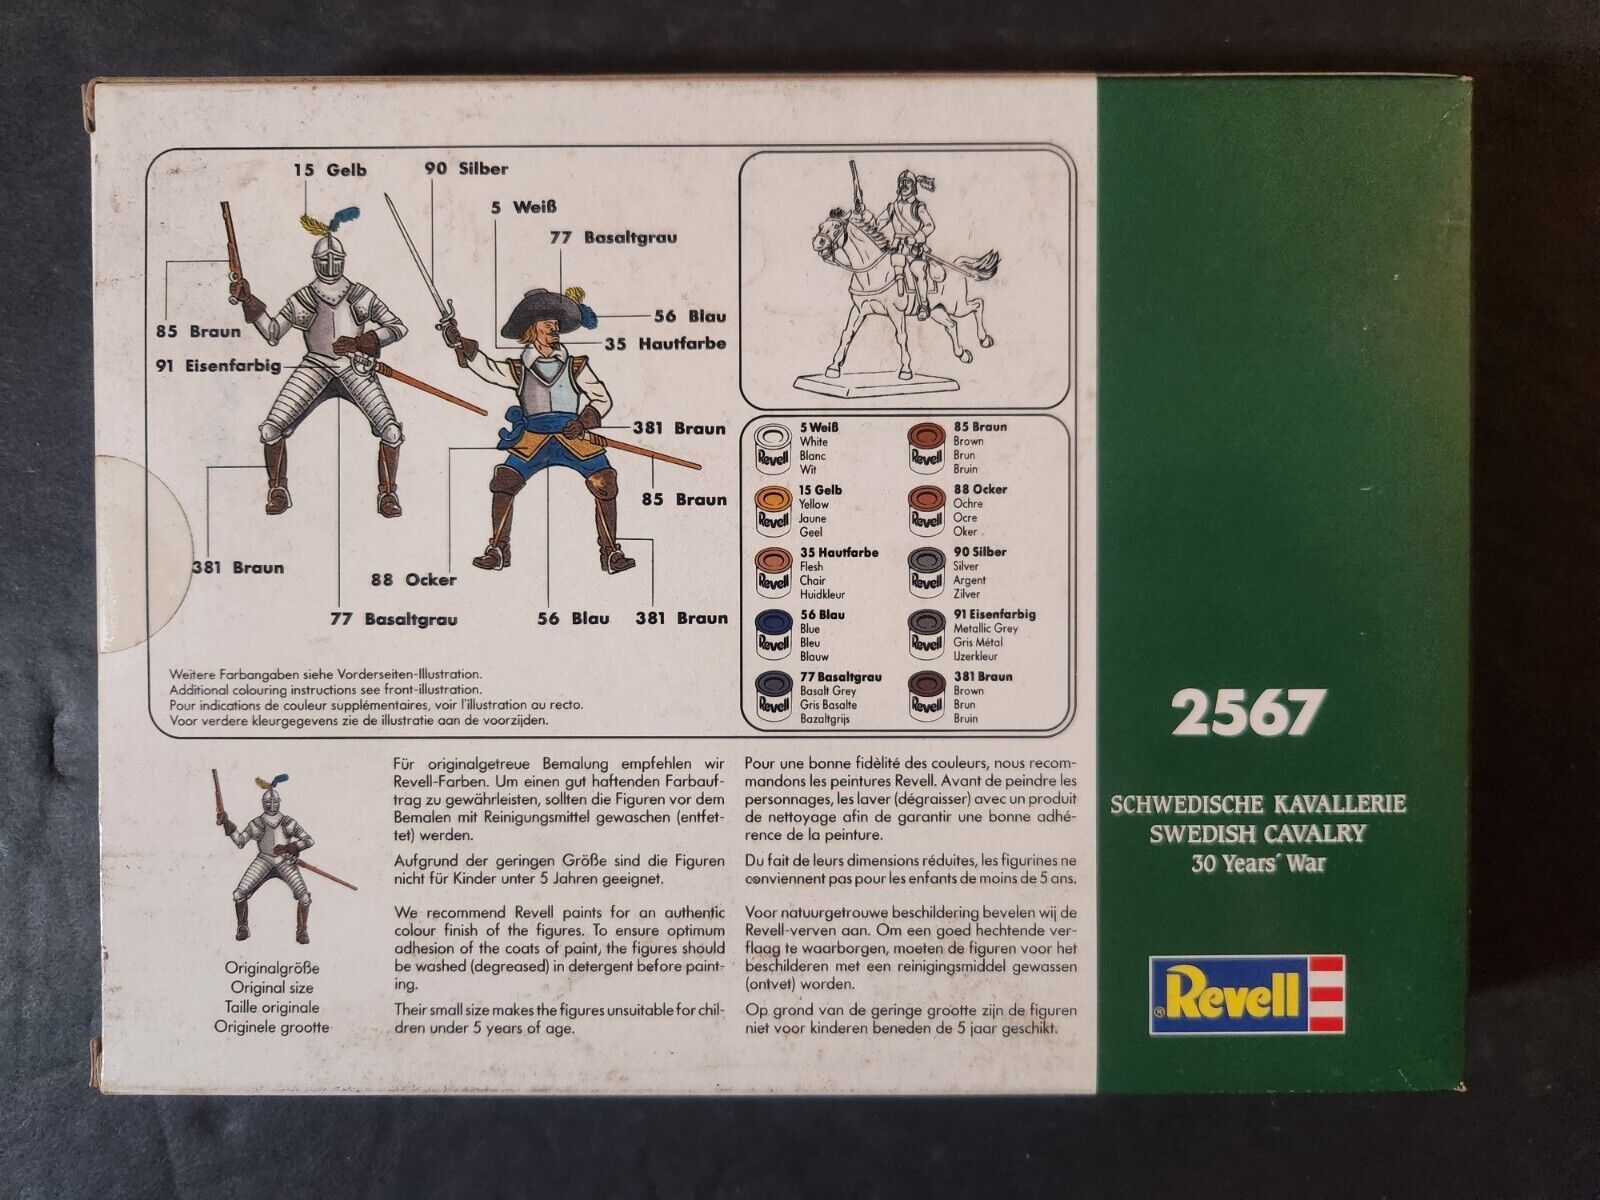 15 Gelb
90 Silber
5 Weiß
77 Basaltgrau
56 Blau
35 Hautfarbe
85 Braun
91 Eisenfarbig
381 Braun
85 Braun
381 Braun
88 Ocker
77 Basaltgrau
56 Blau
381 Braun
Weitere Farbangaben siehe Vorderseiten-Illustration.
Additional colouring instructions see front-illustration.
Pour indications de couleur supplémentaires, voir l'illustration au recto.
Voor verdere kleurgegevens zie de illustratie aan de voorzijden.
5 Weiß
White
Blanc
Wit
Revell
15 Gelb
Yellow
Jaune
Geel
Revell
35 Hautfarbe
Flesh
Chair
Huidkleur
Revell
56 Blau
Blue
Bleu
Blauw
Revell
77 Basaltgrau
Basalt Grey
Gris Basalte
Bazaltgrijs
Revell
85 Braun
Brown
Brun
Bruin
Revell
88 Ocker
Ochre
Ocre
Oker
Revell
90 Silber
Silver
Argent
Zilver
Revell
91 Eisenfarbig
Metallic Grey
Gris Métal
IJzerkleur
Revell
381 Braun
Brown
Brun
Bruin
Revell
Originalgröße
Original size
Taille originale
Originele grootte
Für originalgetreue Bemalung empfehlen wir
Revell-Farben. Um einen gut haftenden Farbauf-
trag zu gewährleisten, sollten die Figuren vor dem
Bemalen mit Reinigungsmittel gewaschen (entfet-
tet) werden.
Aufgrund der geringen Größe sind die Figuren
nicht für Kinder unter 5 Jahren geeignet.
We recommend Revell paints for an authentic
colour finish of the figures. To ensure optimum
adhesion of the coats of paint, the figures should
be washed (degreased) in detergent before paint-
ing.
Their small size makes the figures unsuitable for chil-
dren under 5 years of age.
Pour une bonne fidèlité des couleurs, nous recom-
mandons les peintures Revell. Avant de peindre les
personnages, les laver (dégraisser) avec un produit
de nettoyage afin de garantir une bonne adhé-
rence de la peinture.
Du fait de leurs dimensions réduites, les figurines ne
conviennent pas pour les enfants de moins de 5 ans.
Voor natuurgetrouwe beschildering bevelen wij de
Revell-verven aan. Om een goed hechtende ver-
flaag te waarborgen, moeten de figuren voor het
beschilderen met een reinigingsmiddel gewassen
(ontvet) worden.
Op grond van de geringe grootte zijn de figuren
niet voor kinderen beneden de 5 jaar geschikt.
2567
SCHWEDISCHE KAVALLERIE
SWEDISH CAVALRY
30 Years' War
® Revell